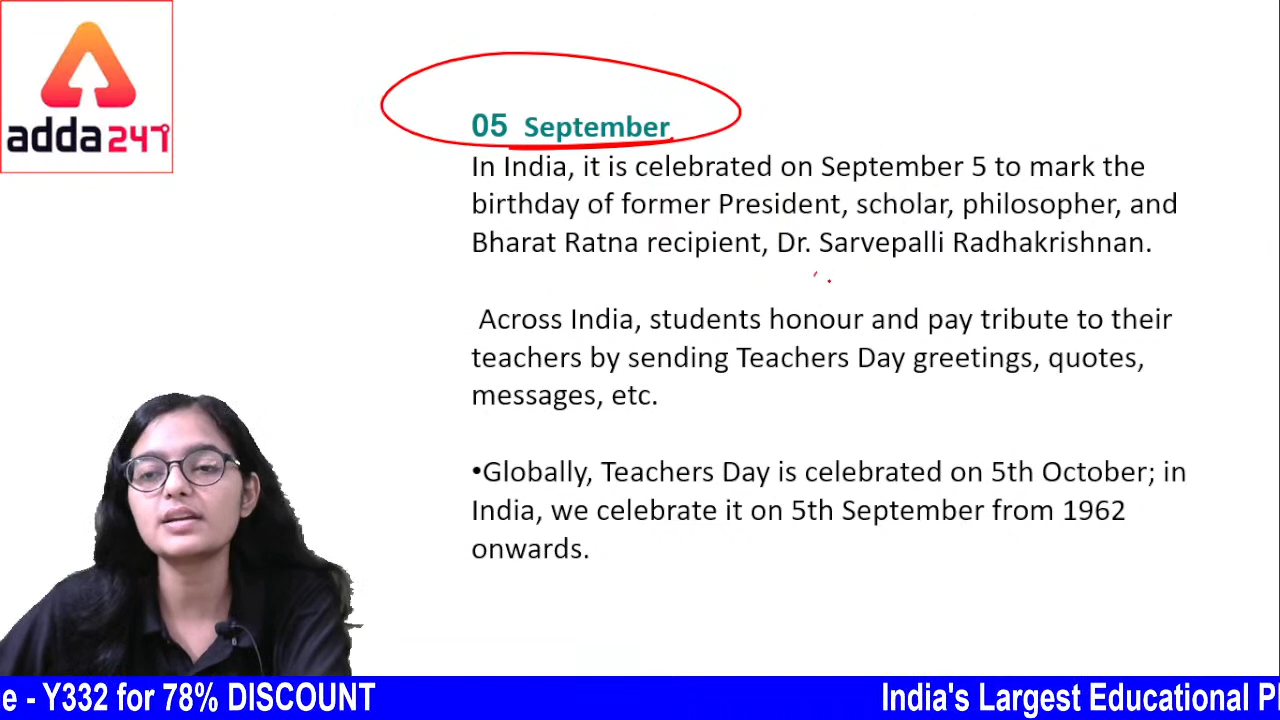 adda247
05 September
In India, it is celebrated on September 5 to mark the
birthday of former President, scholar, philosopher, and
Bharat Ratna recipient, Dr. Sarvepalli Radhakrishnan.
Across India, students honour and pay tribute to their
teachers by sending Teachers Day greetings, quotes,
messages, etc.
•Globally, Teachers Day is celebrated on 5th October; in
India, we celebrate it on 5th September from 1962
onwards.
e - Y332 for 78% DISCOUNT
India's Largest Educational Pl